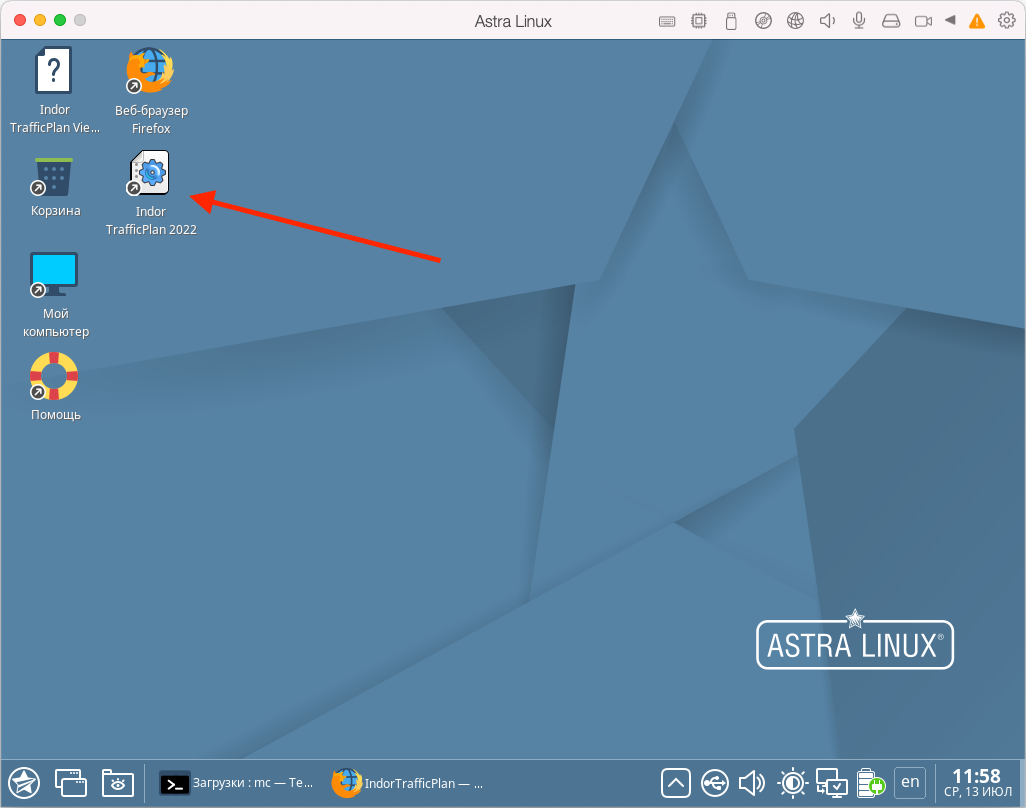 Astra Linux
Indor
TrafficPlan Vie...
Веб-браузер
Firefox
Корзина
Indor
TrafficPlan 2022
Мой
компьютер
Помощь
ASTRA LINUX®
Загрузки : mc — Te...
IndorTrafficPlan — ...
en
11:58
СР, 13 ИЮЛ